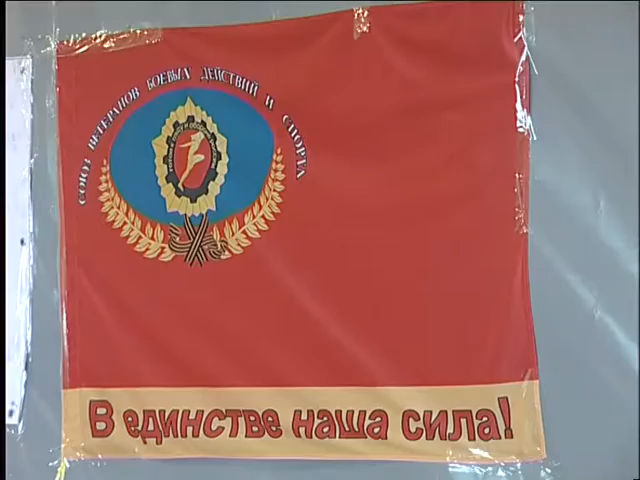 СОЮЗ ВЕТЕРАНОВ БОЕВЫХ ДЕЙСТВИЙ И СПОРТА
В единстве наша сила!